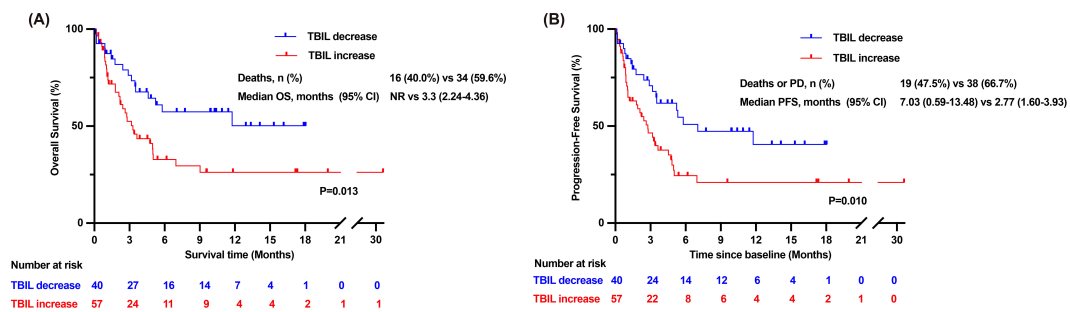 (A)
100
50
0
Overall Survival (%)
TBIL decrease
TBIL increase
Deaths, n (%) 16 (40.0%) vs 34 (59.6%)
Median OS, months (95% CI) NR vs 3.3 (2.24-4.36)
P=0.013
0 3 6 9 12 15 18 21 30
Survival time (Months)
Number at risk
TBIL decrease 40 27 16 14 7 4 1 0 0
TBIL increase 57 24 11 9 4 4 2 1 1
(B)
100
50
0
Progression-Free Survival (%)
TBIL decrease
TBIL increase
Deaths or PD, n (%) 19 (47.5%) vs 38 (66.7%)
Median PFS, months (95% CI) 7.03 (0.59-13.48) vs 2.77 (1.60-3.93)
P=0.010
0 3 6 9 12 15 18 21 30
Time since baseline (Months)
Number at risk
TBIL decrease 40 24 14 12 6 4 1 0 0
TBIL increase 57 22 8 6 4 4 2 1 0